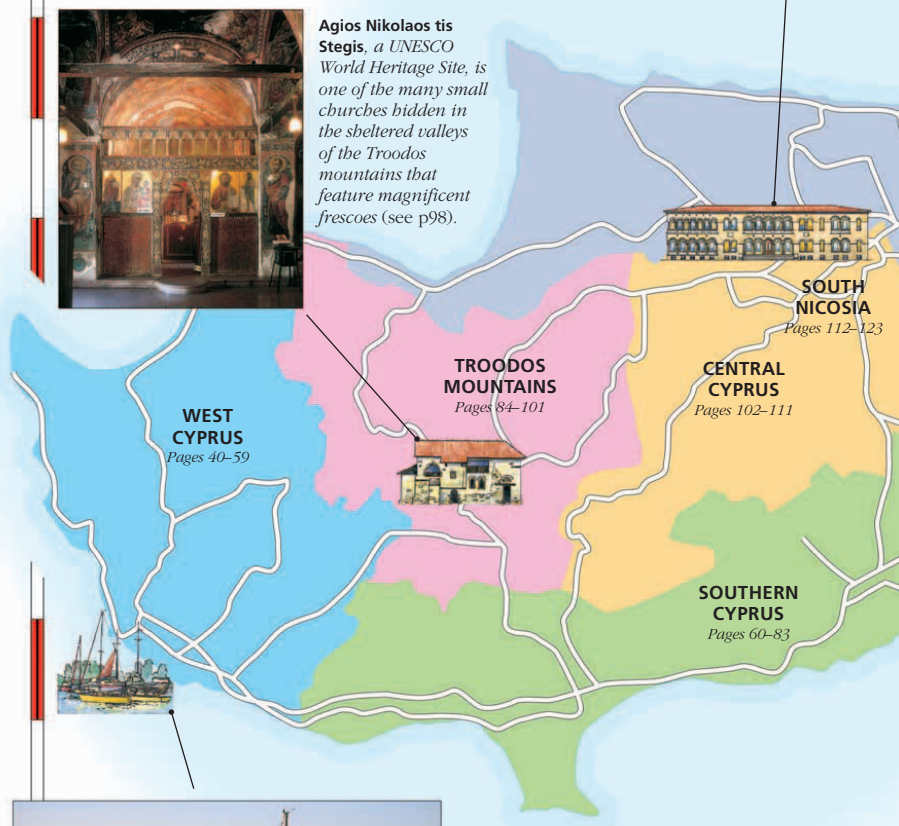 Agios Nikolaos tis
Stegis, a UNESCO
World Heritage Site, is
one of the many small
churches hidden in
the sheltered valleys
of the Troodos
mountains that
feature magnificent
frescoes (see p98).
SOUTH
NICOSIA
Pages 112–123
TROODOS
MOUNTAINS
Pages 84–101
CENTRAL
CYPRUS
Pages 102–111
WEST
CYPRUS
Pages 40–59
SOUTHERN
CYPRUS
Pages 60–83